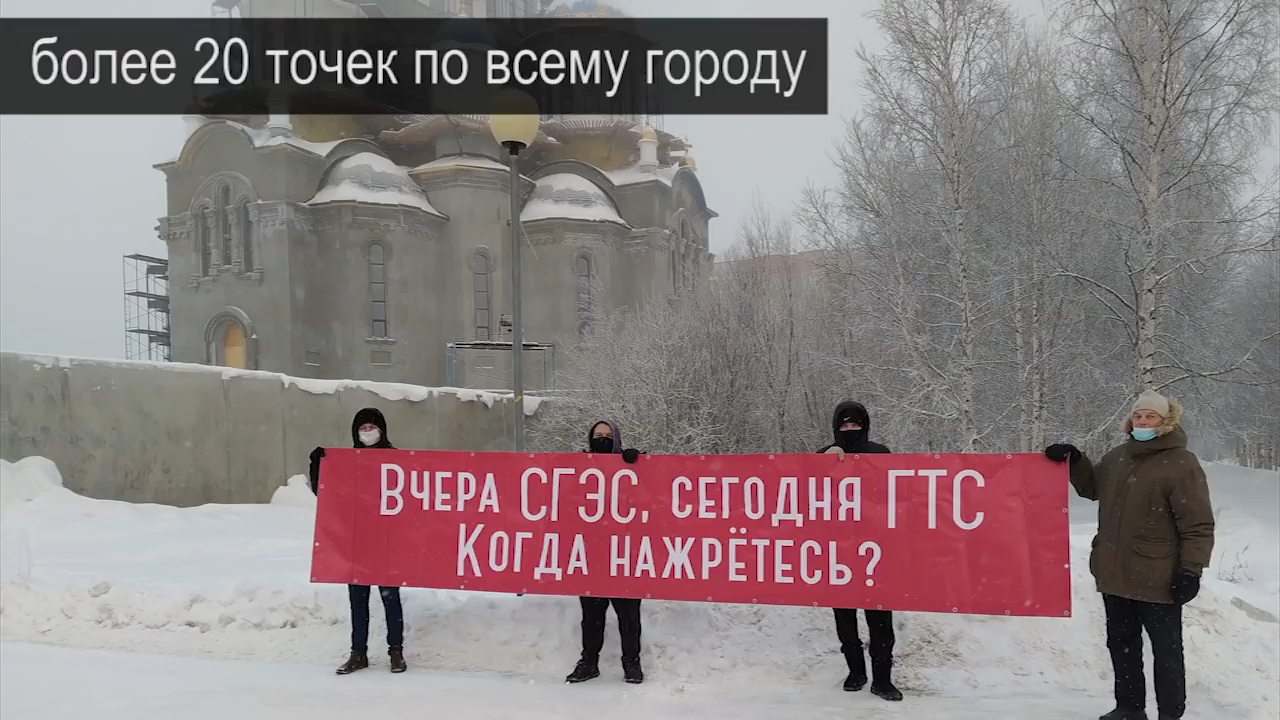 более 20 точек по всему городу
Вчера СГЭС, сегодня ГТС
Когда нажрётесь?